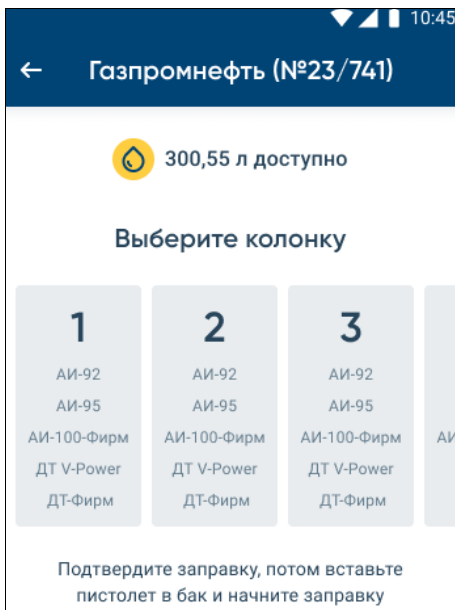 10:45
Газпромнефть (№23/741)
300,55 л доступно
Выберите колонку
1
АИ-92
АИ-95
АИ-100-Фирм
ДТ V-Power
ДТ-Фирм
2
АИ-92
АИ-95
АИ-100-Фирм
ДТ V-Power
ДТ-Фирм
3
АИ-92
АИ-95
АИ-100-Фирм
ДТ V-Power
ДТ-Фирм
Подтвердите заправку, потом вставьте
пистолет в бак и начните заправку